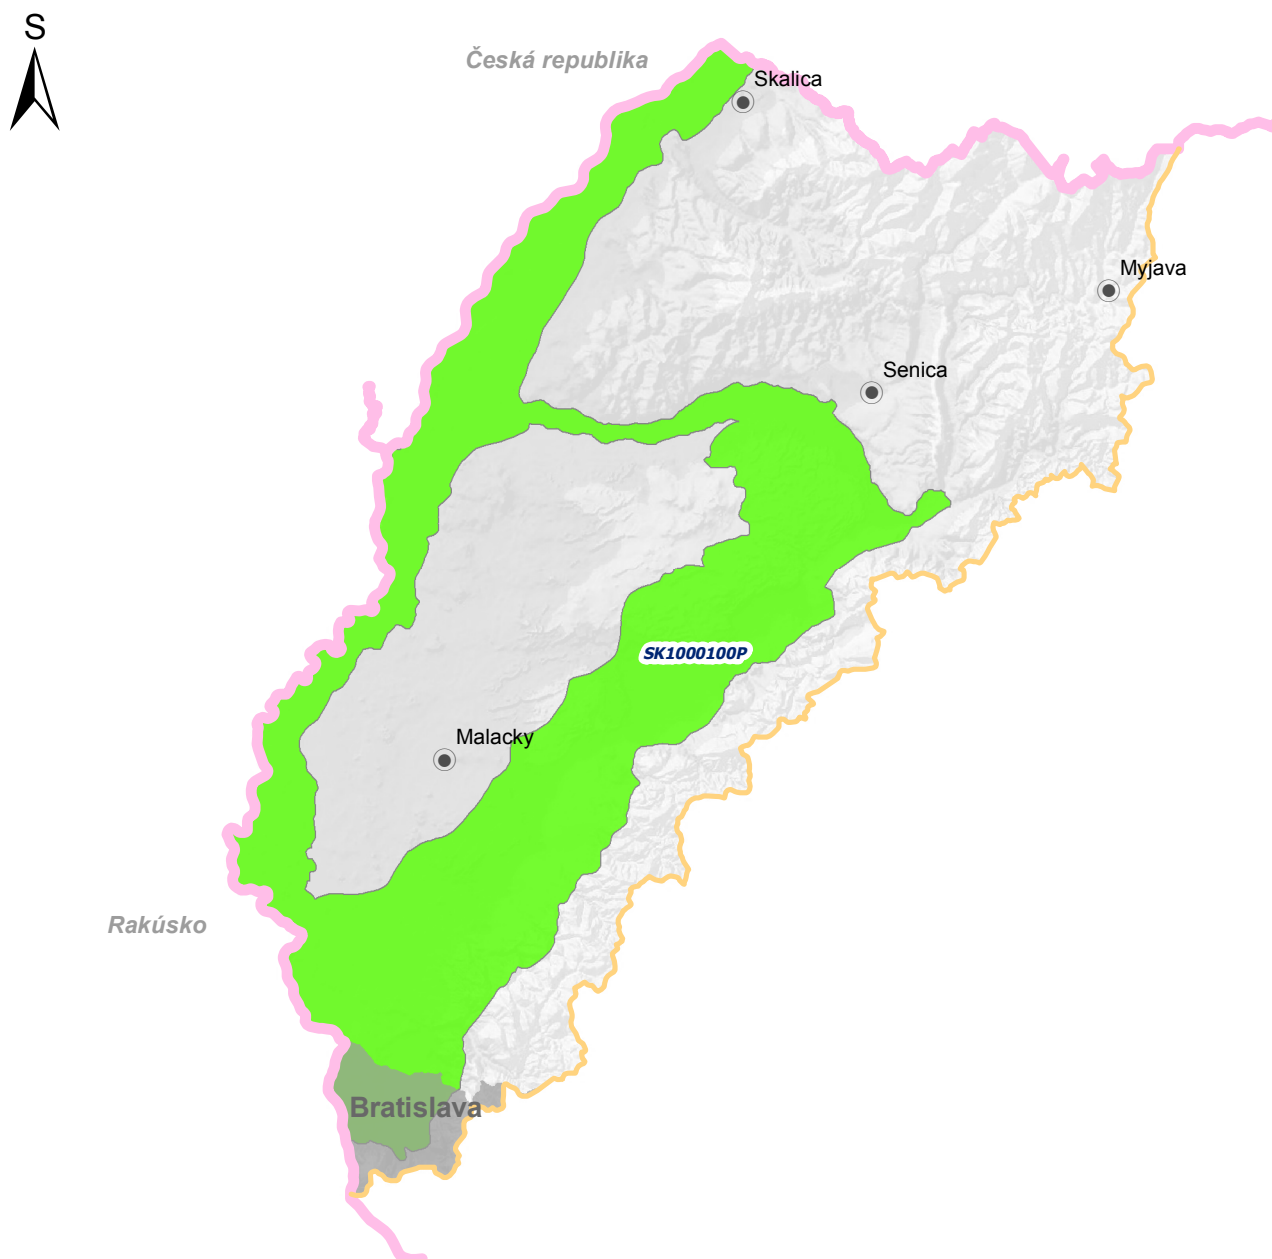 S
Česká republika
Skalica
Myjava
Senica
SK1000100P
Malacky
Rakúsko
Bratislava